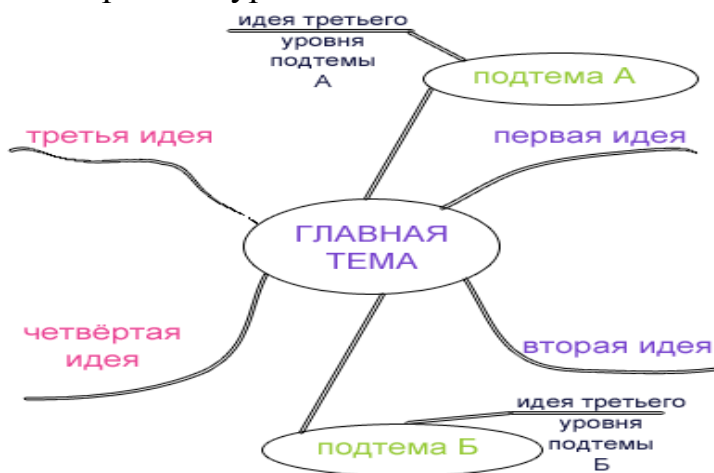 идея третьего
уровня
подтемы
А
подтема А
третья идея
первая идея
ГЛАВНАЯ
ТЕМА
четвёртая
идея
вторая идея
идея третьего
уровня
подтемы
Б
подтема Б